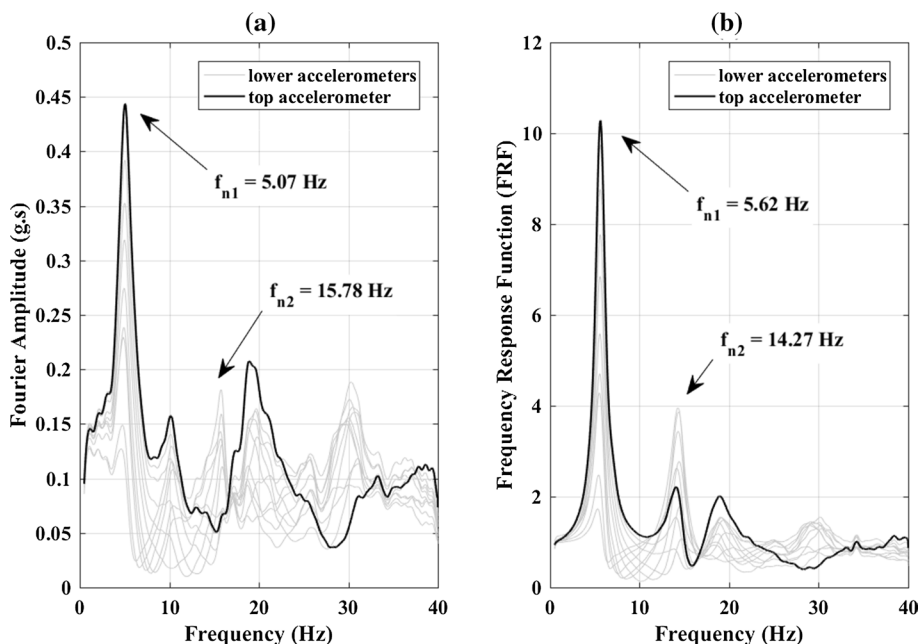 (a)
0.5
0.45
0.4
0.35
0.3
0.25
0.2
0.15
0.1
0.05
0
Fourier Amplitude (g.s)
lower accelerometers
top accelerometer
fn1 = 5.07 Hz
fn2 = 15.78 Hz
0 10 20 30 40
Frequency (Hz)
(b)
12
10
8
6
4
2
0
Frequency Response Function (FRF)
lower accelerometers
top accelerometer
fn1 = 5.62 Hz
fn2 = 14.27 Hz
0 10 20 30 40
Frequency (Hz)